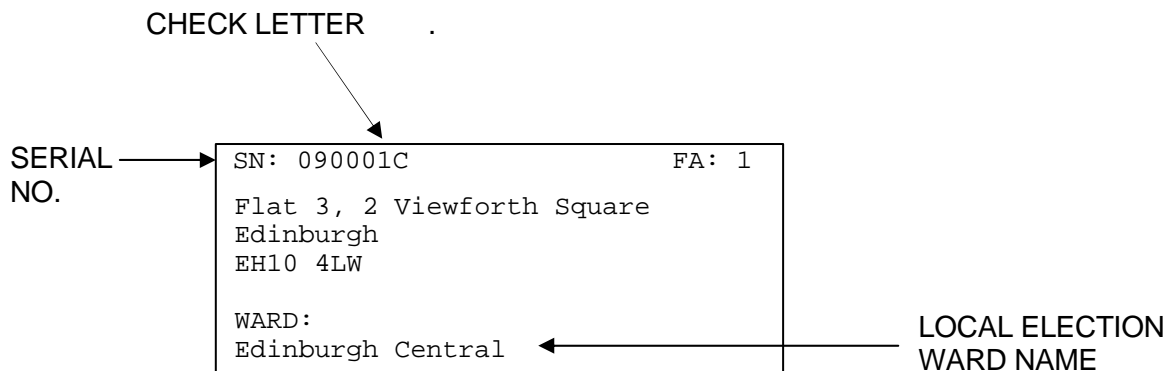 CHECK LETTER .
SERIAL
NO.
SN: 090001C FA: 1
Flat 3, 2 Viewforth Square
Edinburgh
EH10 4LW
WARD:
Edinburgh Central
LOCAL ELECTION
WARD NAME